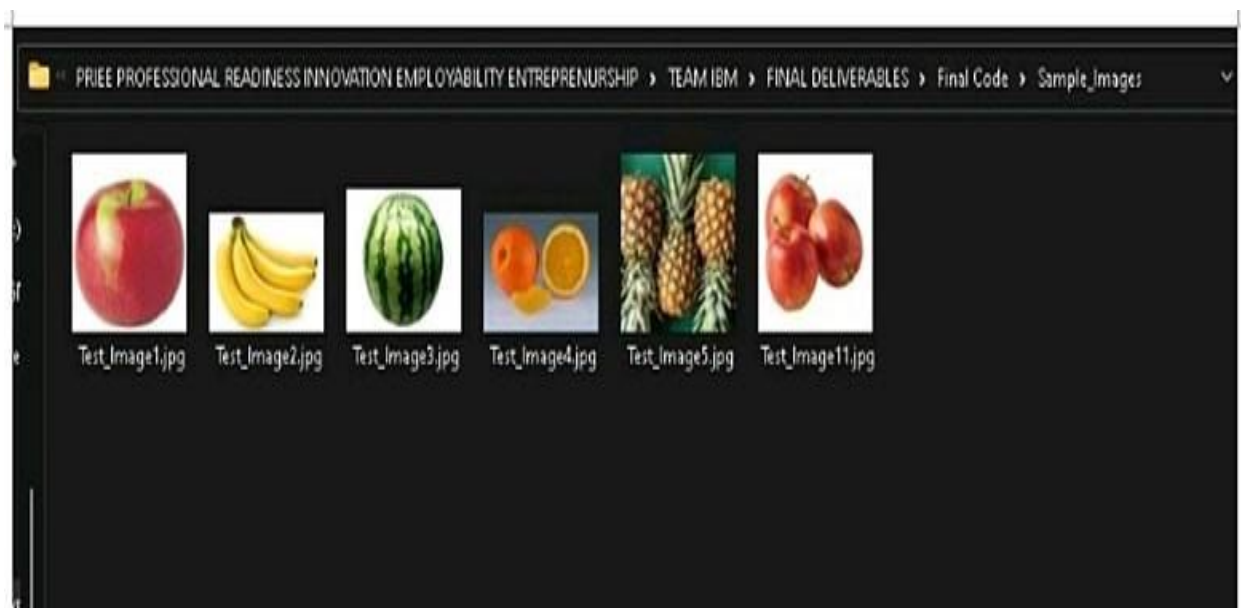 PRIEE PROFESSIONAL READINESS INNOVATION EMPLOYABILITY ENTREPRENURSHIP › TEAM IBM › FINAL DELIVERABLES › Final Code › Sample_Images
Test_Image1.jpg Test_Image2.jpg Test_Image3.jpg Test_Image4.jpg Test_Image5.jpg Test_Image11.jpg